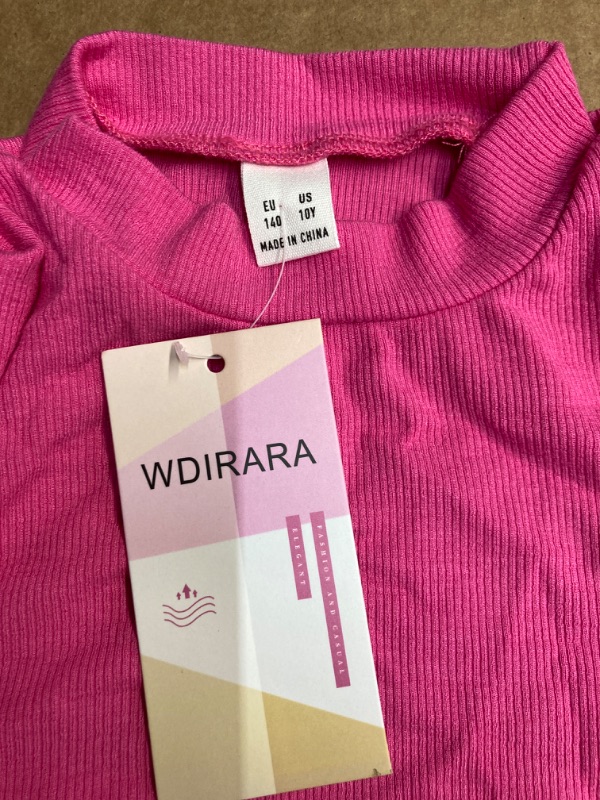 EU US
140 10Y
MADE IN CHINA
WDIRARA
ELEGANT
FASHION AND CASUAL